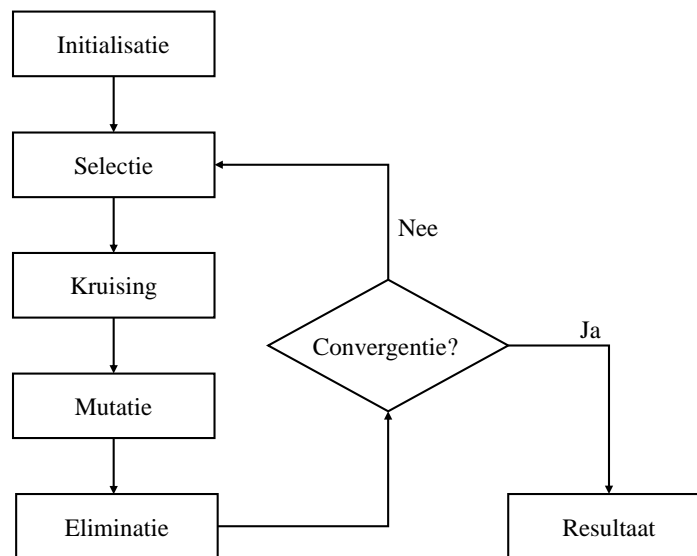 Initialisatie
Selectie
Nee
Kruising
Convergentie?
Ja
Mutatie
Eliminatie
Resultaat